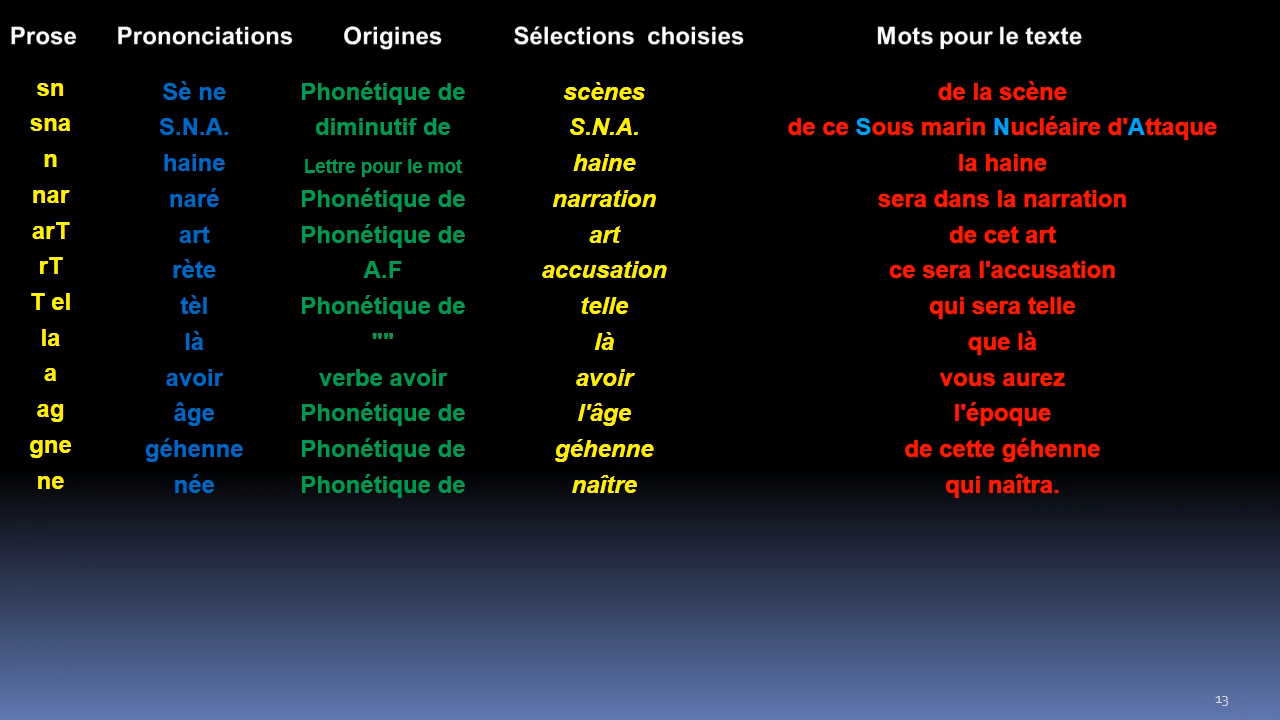 Prose Prononciations Origines Sélections choisies Mots pour le texte
sn Sè ne Phonétique de scènes de la scène
sna S.N.A. diminutif de S.N.A. de ce Sous marin Nucléaire d'Attaque
n haine Lettre pour le mot haine la haine
nar naré Phonétique de narration sera dans la narration
arT art Phonétique de art de cet art
rT rète A.F accusation ce sera l'accusation
T el tèl Phonétique de telle qui sera telle
la là "" là que là
a avoir verbe avoir avoir vous aurez
ag âge Phonétique de l'âge l'époque
gne géhenne Phonétique de géhenne de cette géhenne
ne née Phonétique de naître qui naîtra.
13